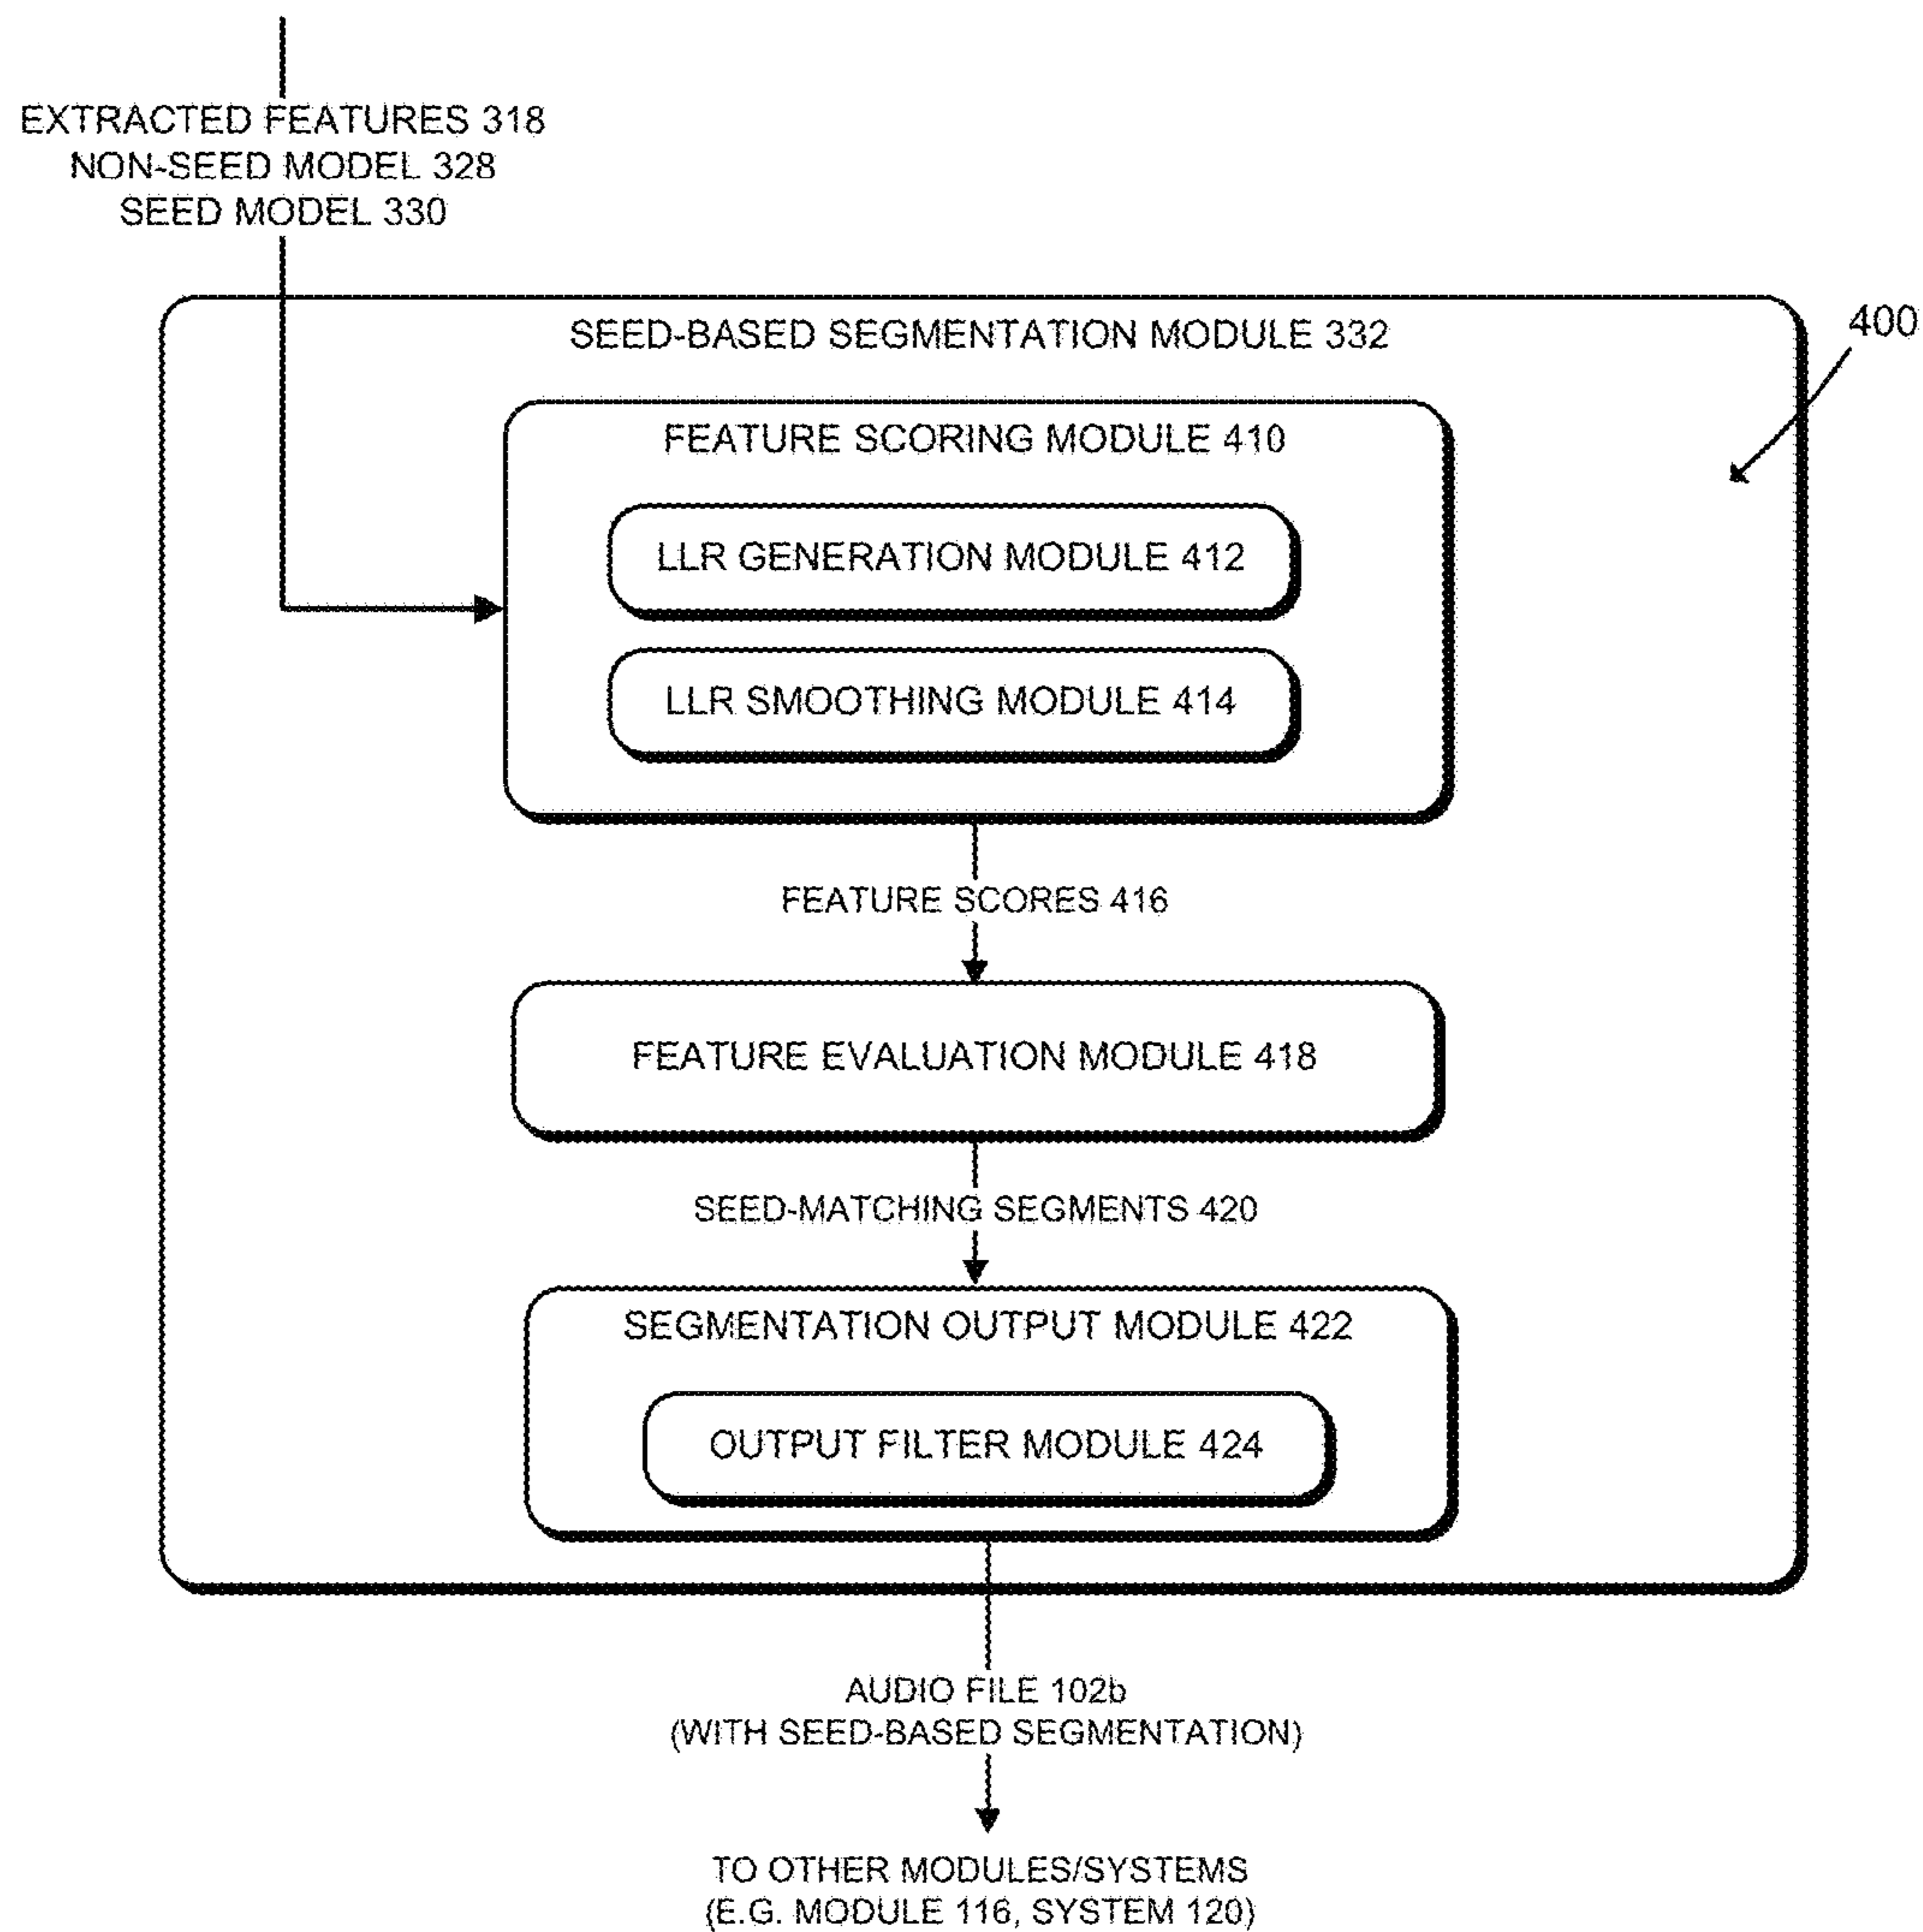 EXTRACTED FEATURES 318
NON-SEED MODEL 328
SEED MODEL 330
SEED-BASED SEGMENTATION MODULE 332
400
FEATURE SCORING MODULE 410
LLR GENERATION MODULE 412
LLR SMOOTHING MODULE 414
FEATURE SCORES 416
FEATURE EVALUATION MODULE 418
SEED-MATCHING SEGMENTS 420
SEGMENTATION OUTPUT MODULE 422
OUTPUT FILTER MODULE 424
AUDIO FILE 102b
(WITH SEED-BASED SEGMENTATION)
TO OTHER MODULES/SYSTEMS
(E.G. MODULE 116, SYSTEM 120)